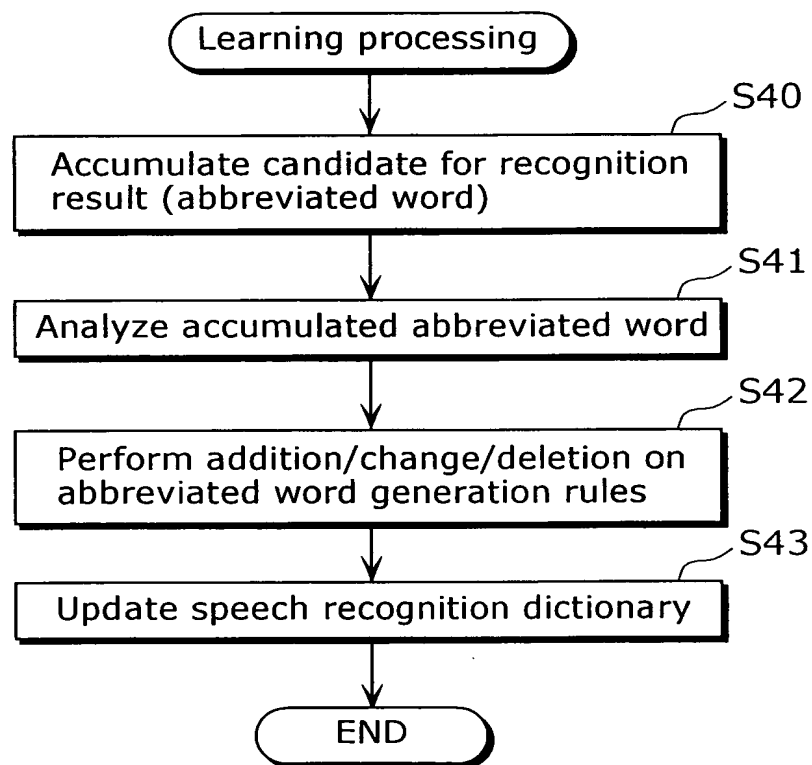 Learning processing
S40
Accumulate candidate for recognition
result (abbreviated word)
S41
Analyze accumulated abbreviated word
S42
Perform addition/change/deletion on
abbreviated word generation rules
S43
Update speech recognition dictionary
END